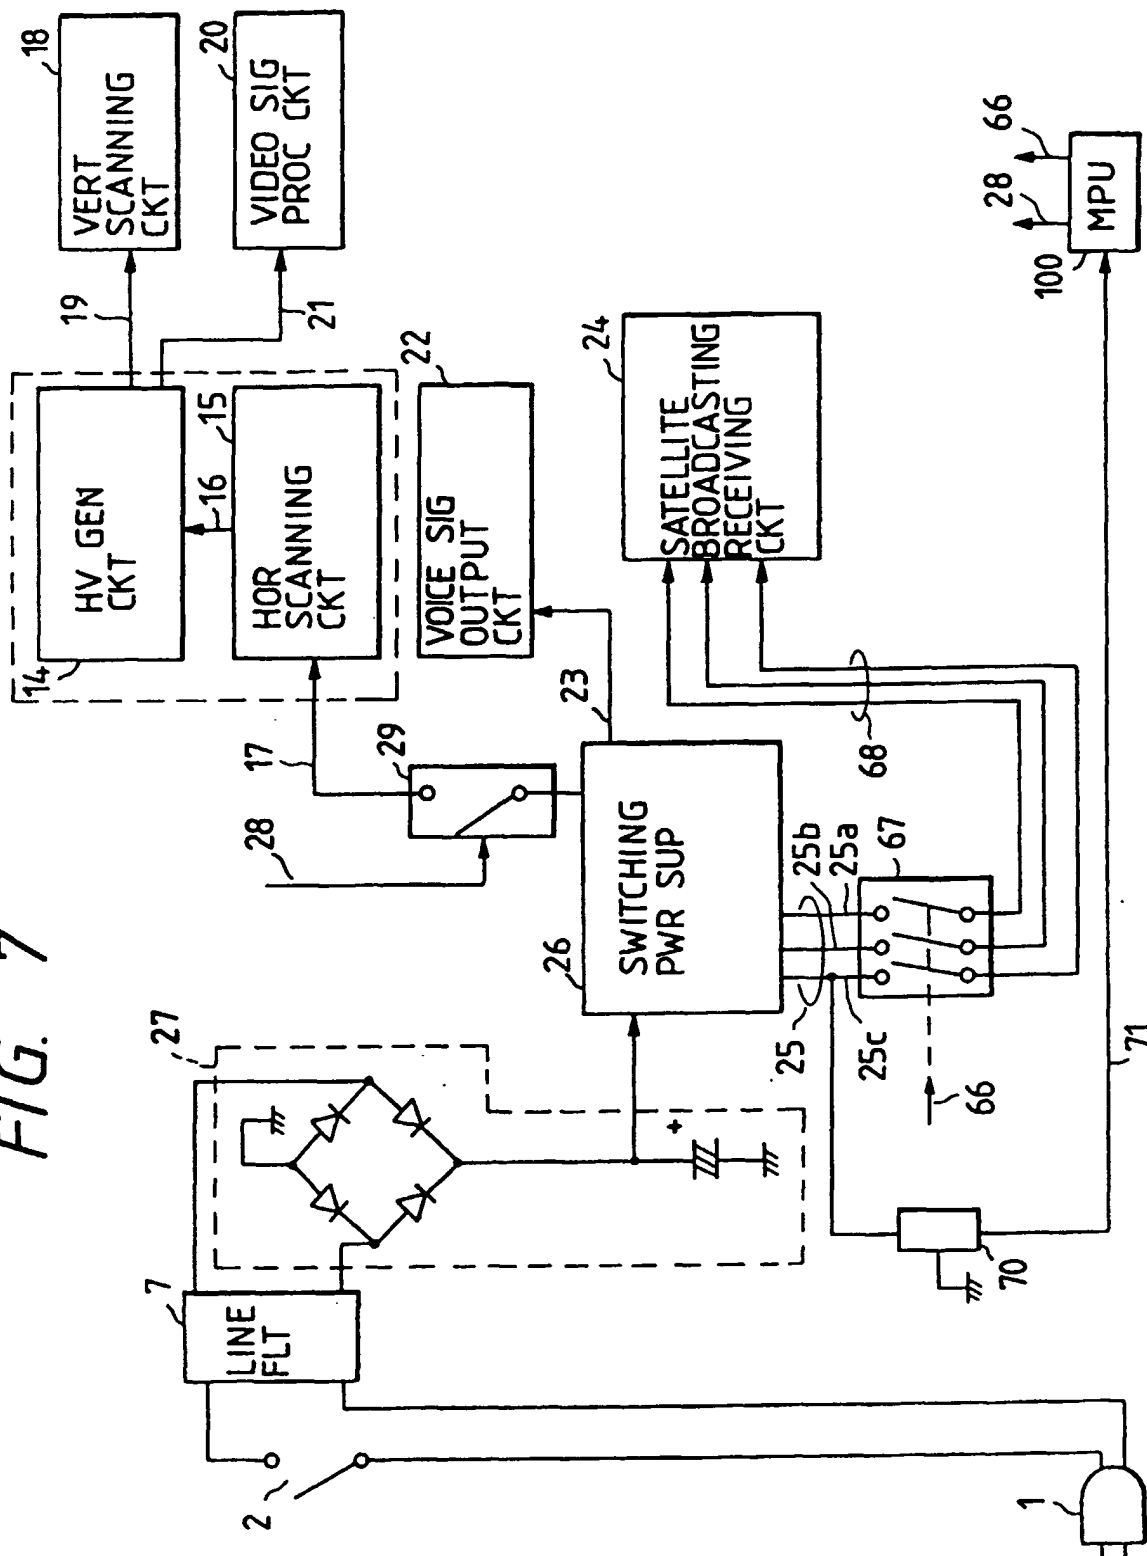 FIG. 7
1
2
LINE
FLT
7
27
+
SWITCHING
PWR SUP
26
28
29
17
HV GEN
CKT
14
16
HOR
SCANNING
CKT
15
19
VERT
SCANNING
CKT
18
21
VIDEO SIG
PROC CKT
20
VOICE SIG
OUTPUT
CKT
22
23
SATELLITE
BROADCASTING
RECEIVING
CKT
24
25
25b
25a
25c
67
68
66
70
71
MPU
100
28
66